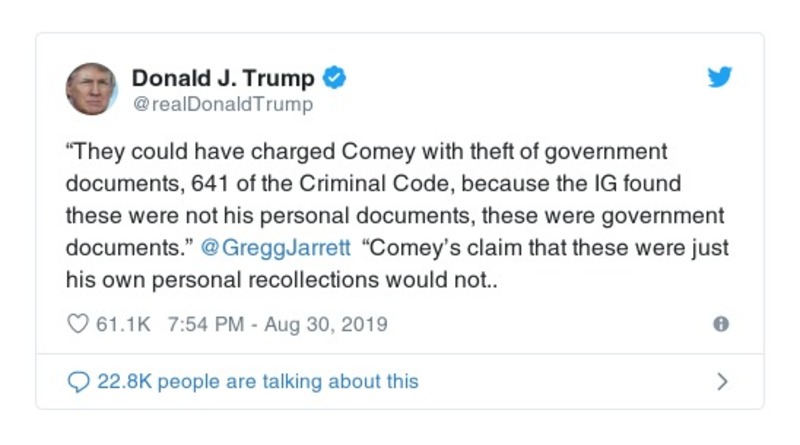 Donald J. Trump
@realDonaldTrump
“They could have charged Comey with theft of government
documents, 641 of the Criminal Code, because the IG found
these were not his personal documents, these were government
documents.” @GreggJarrett “Comey’s claim that these were just
his own personal recollections would not..
61.1K 7:54 PM - Aug 30, 2019
22.8K people are talking about this